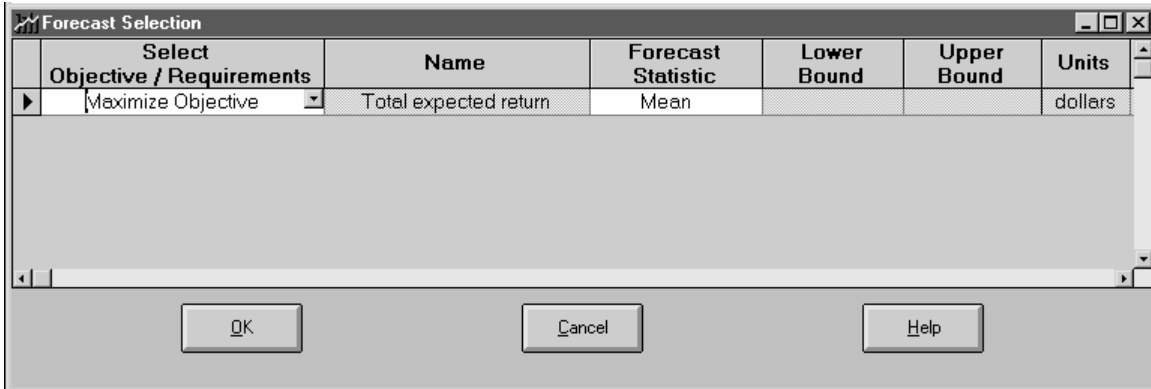 Forecast Selection
Select Objective / Requirements
Name
Forecast Statistic
Lower Bound
Upper Bound
Units
Maximize Objective
Total expected return
Mean
dollars
OK
Cancel
Help